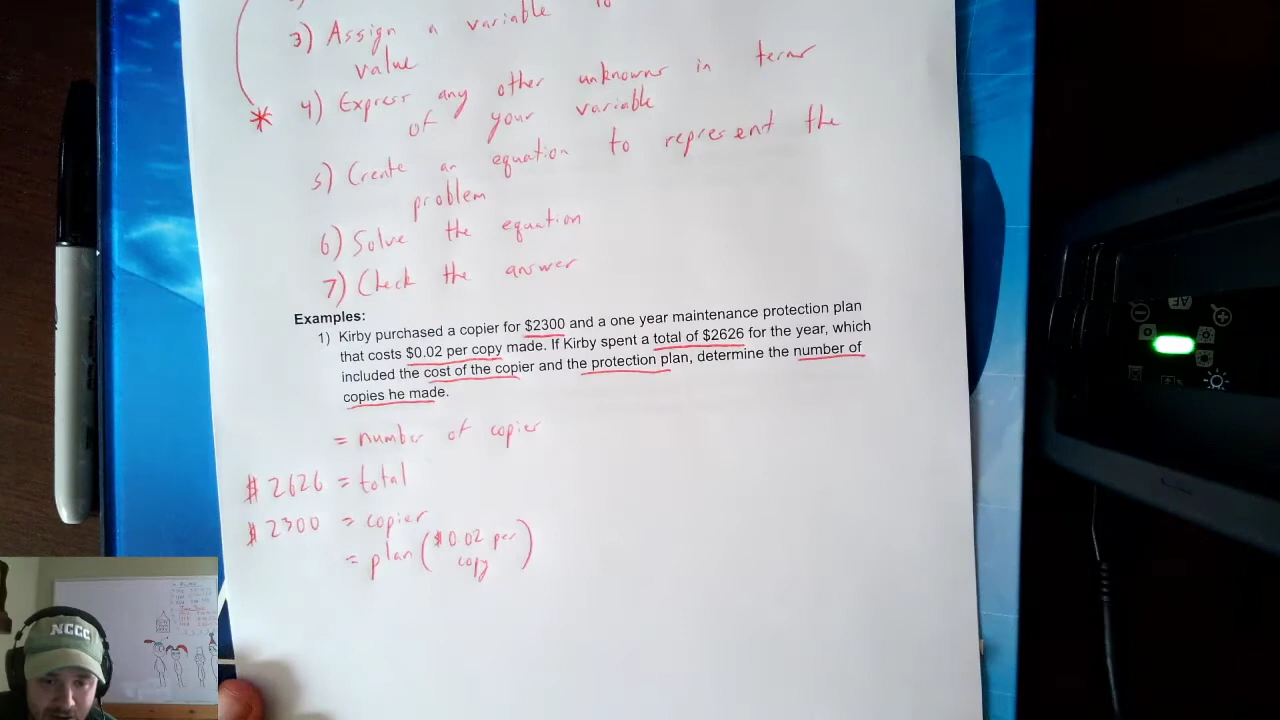 3) Assign a variable to
value
* 4) Express any other unknowns in terms
of your variable
5) Create an equation to represent the
problem
6) Solve the equation
7) Check the answer
Examples:
1) Kirby purchased a copier for $2300 and a one year maintenance protection plan
that costs $0.02 per copy made. If Kirby spent a total of $2626 for the year, which
included the cost of the copier and the protection plan, determine the number of
copies he made.
= number of copies
$2626 = total
$2300 = copier
= plan ($0.02 per
copy)
NCCC
AF